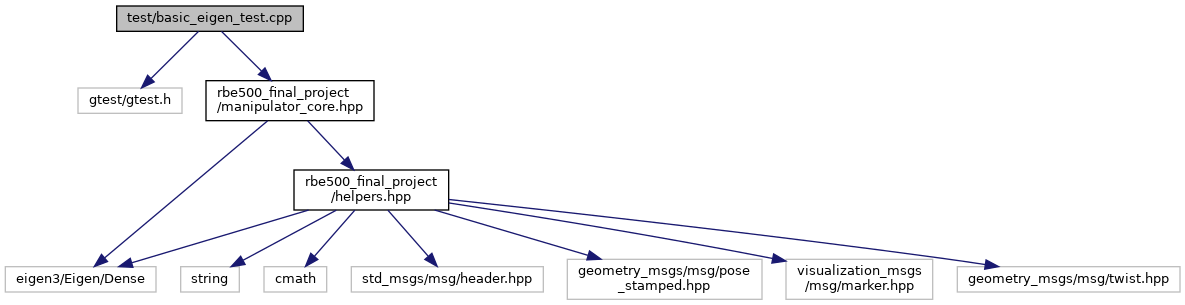 test/basic_eigen_test.cpp
gtest/gtest.h
rbe500_final_project
/manipulator_core.hpp
rbe500_final_project
/helpers.hpp
eigen3/Eigen/Dense
string
cmath
std_msgs/msg/header.hpp
geometry_msgs/msg/pose
_stamped.hpp
visualization_msgs
/msg/marker.hpp
geometry_msgs/msg/twist.hpp